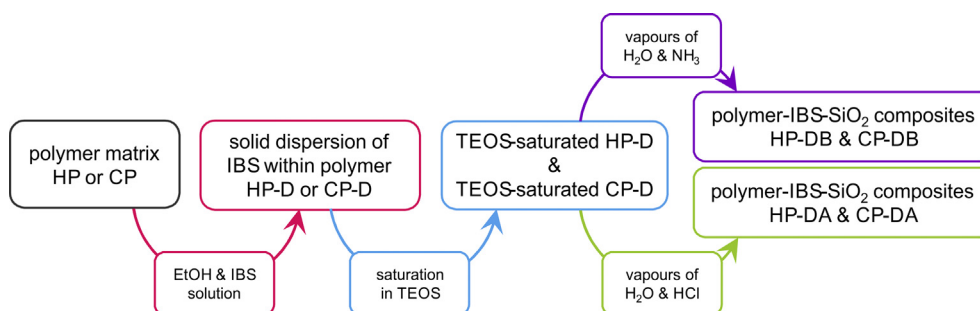 polymer matrix
HP or CP
EtOH & IBS
solution
solid dispersion of
IBS within polymer
HP-D or CP-D
saturation
in TEOS
TEOS-saturated HP-D
&
TEOS-saturated CP-D
vapours of
H₂O & NH₃
polymer-IBS-SiO₂ composites
HP-DB & CP-DB
vapours of
H₂O & HCl
polymer-IBS-SiO₂ composites
HP-DA & CP-DA